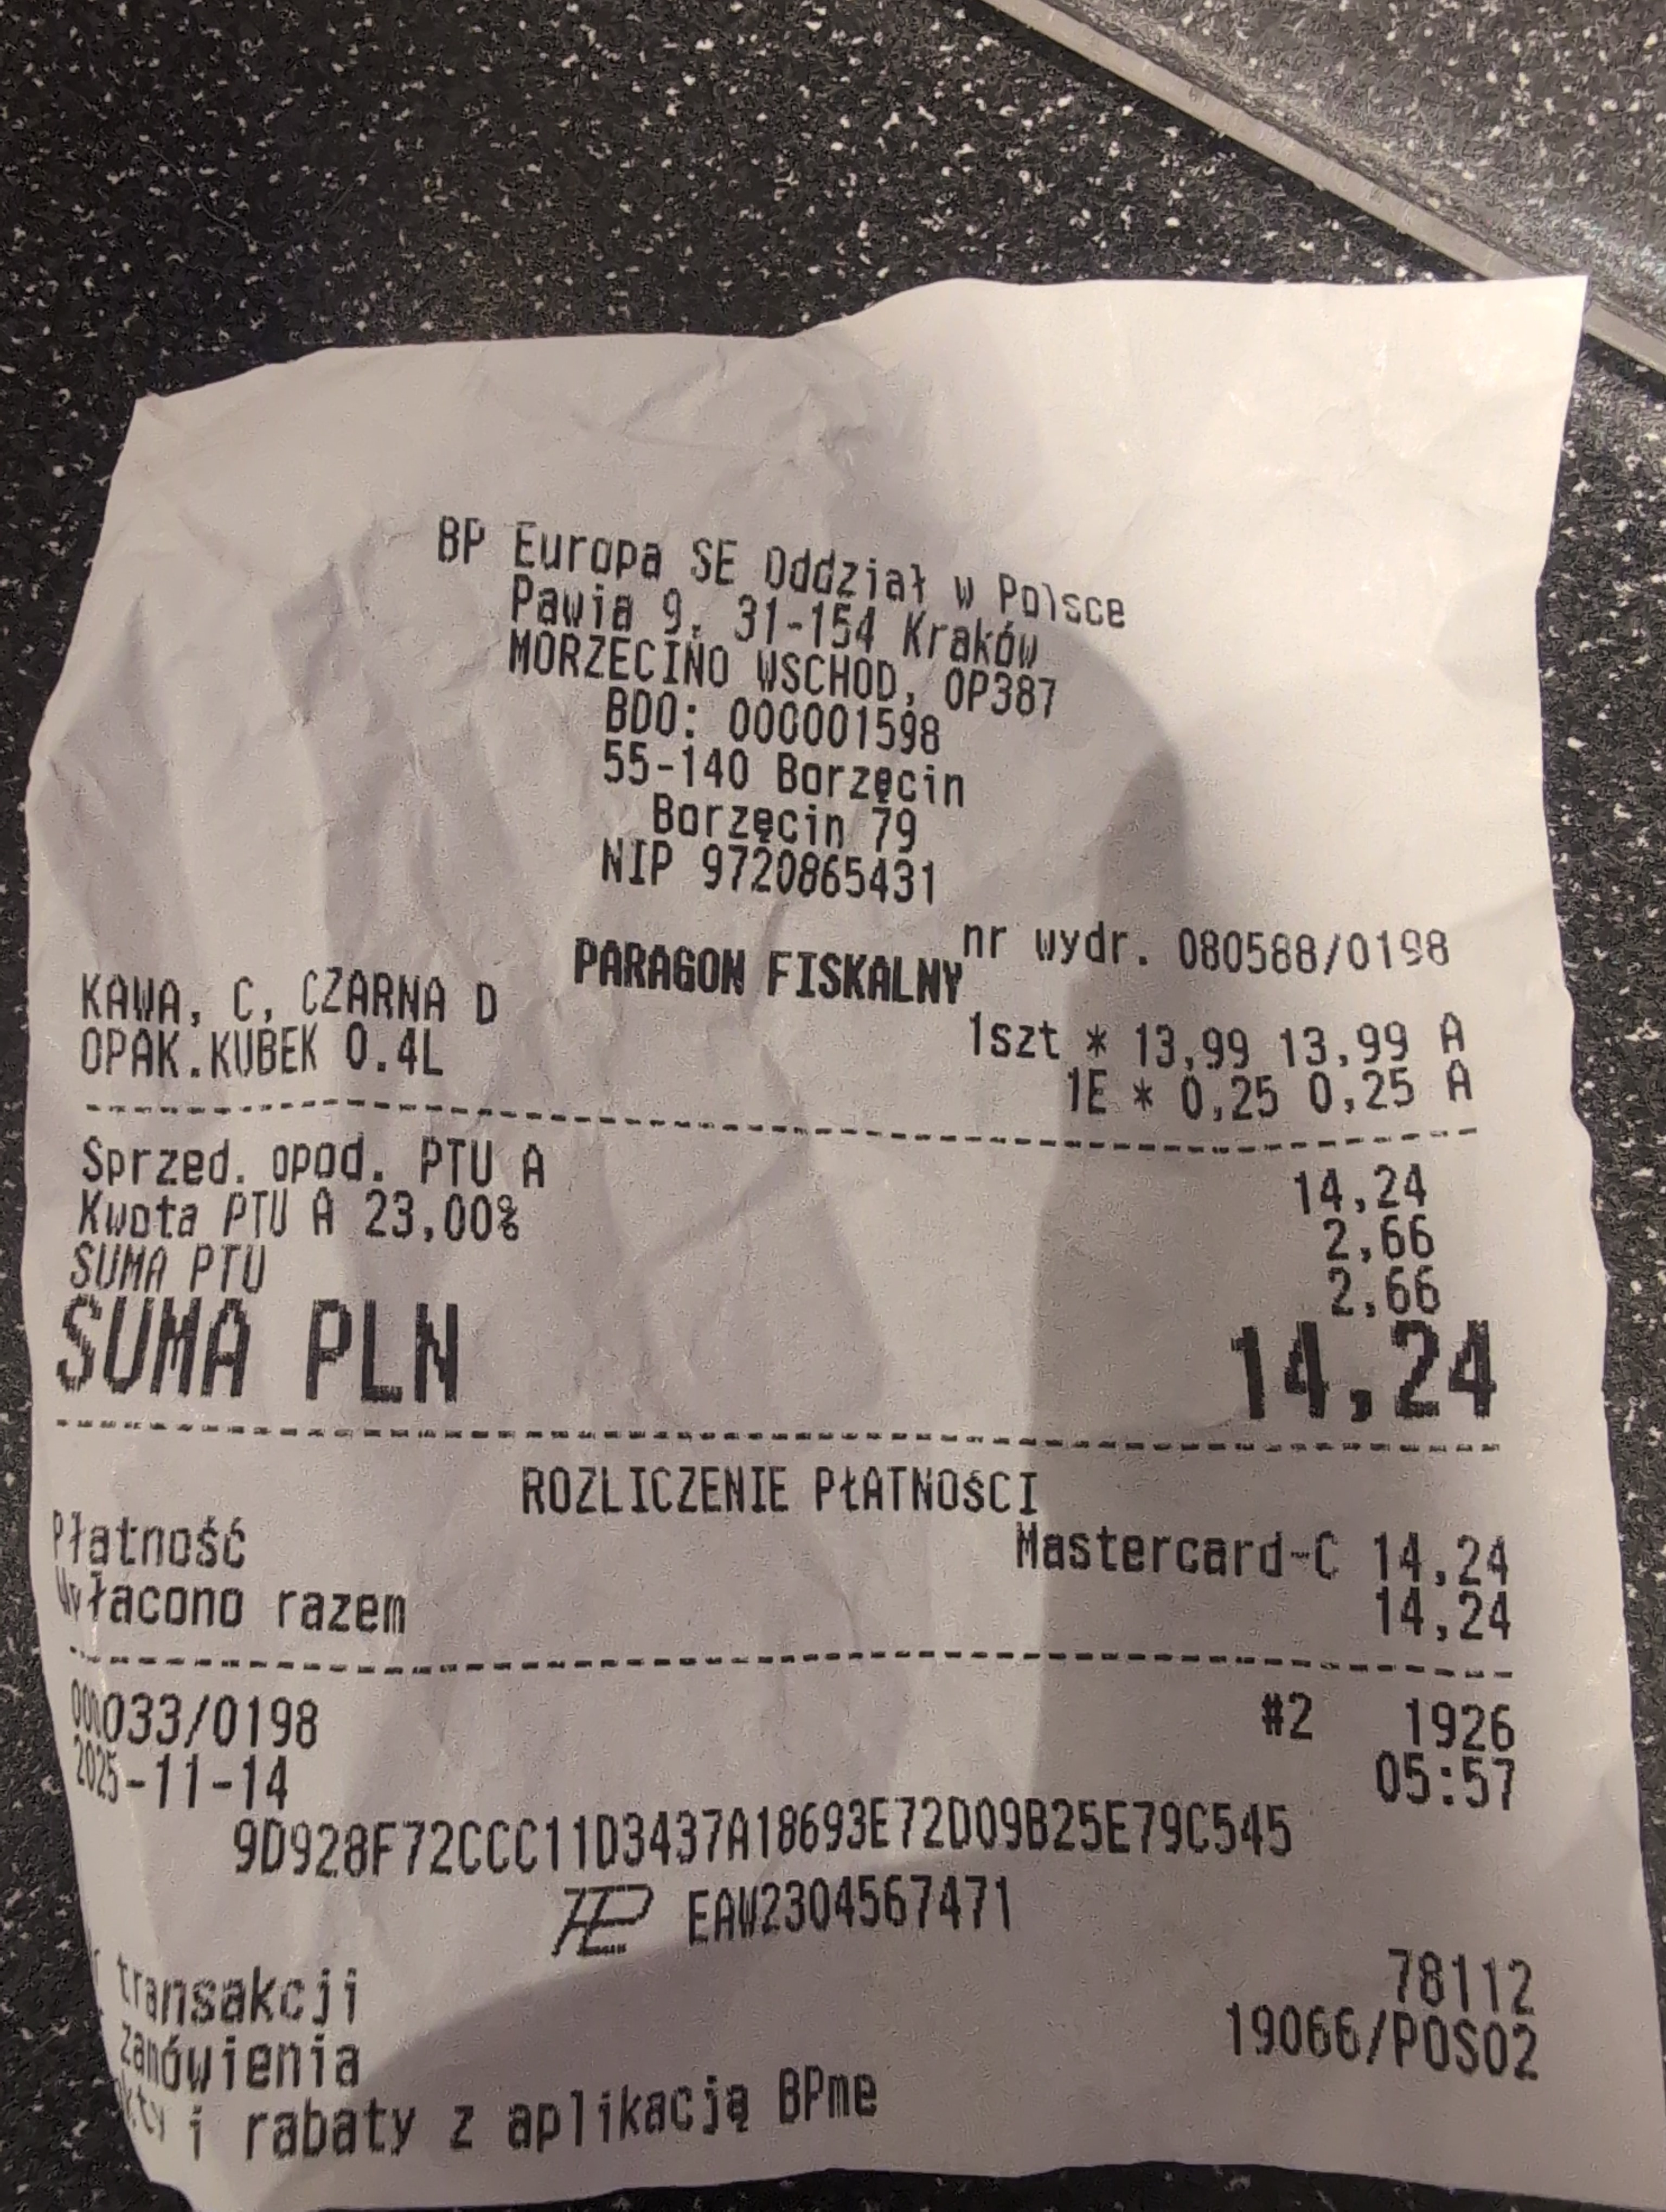 BP Europa SE Oddział w Polsce
Pawia 9, 31-154 Kraków
MORZĘCINO WSCHOD, OP387
BDO: 000001598
55-140 Borzęcin
Borzęcin 79
NIP 9720865431
nr wydr. 080588/0198
PARAGON FISKALNY
KAWA, C, CZARNA D 1szt * 13,99 13,99 A
OPAK.KUBEK 0.4L 1E * 0,25 0,25 A
Sprzed. opod. PTU A 14,24
Kwota PTU A 23,00% 2,66
SUMA PTU 2,66
SUMA PLN 14,24
ROZLICZENIE PŁATNOŚCI
Płatność Mastercard-C 14,24
Wpłacono razem 14,24
000033/0198 #2 1926
2025-11-14 05:57
9D928F72CCC11D3437A18693E72D09B25E79C545
EAW2304567471
transakcji 78112
zamówienia 19066/POS02
i rabaty z aplikacją BPme